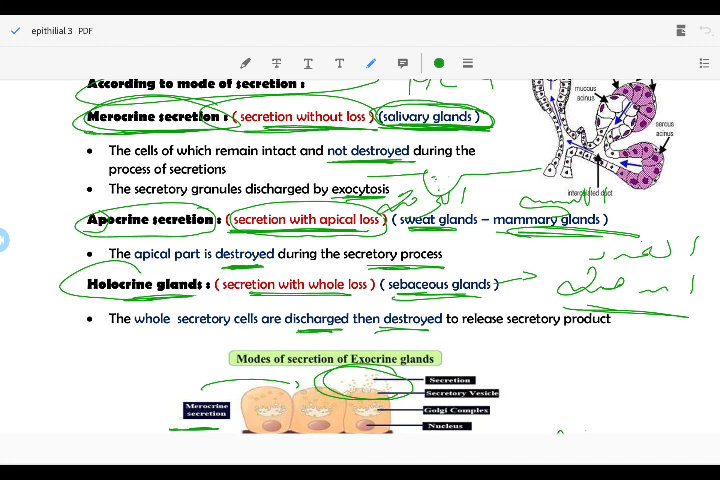 epithilial 3 PDF
According to mode of secretion :
Merocrine secretion : (secretion without loss) (salivary glands )
• The cells of which remain intact and not destroyed during the
process of secretions
• The secretory granules discharged by exocytosis
Apocrine secretion : (secretion with apical loss) ( sweat glands – mammary glands )
• The apical part is destroyed during the secretory process
Holocrine glands : ( secretion with whole loss) ( sebaceous glands )
• The whole secretory cells are discharged then destroyed to release secretory product
mucous
acinus
serous
acinus
intercalated duct
Modes of secretion of Exocrine glands
Merocrine
secretion
Secretion
Secretory Vesicle
Golgi Complex
Nucleus